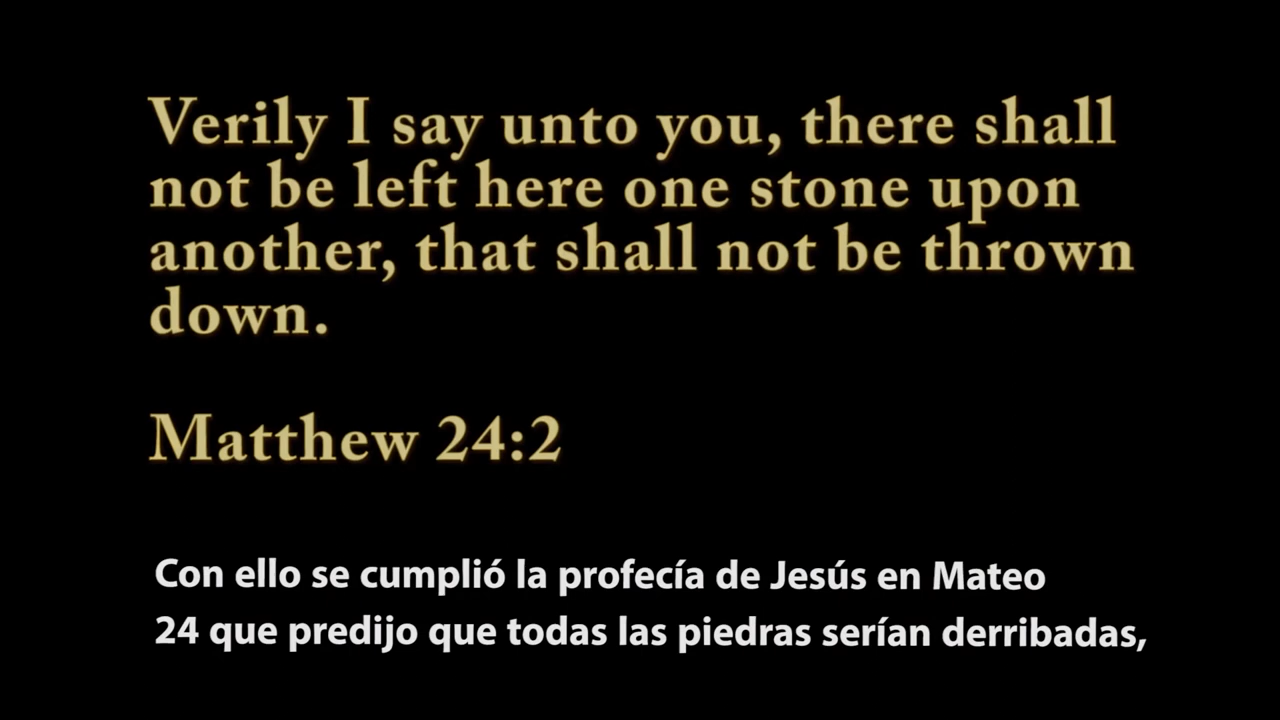 Verily I say unto you, there shall
not be left here one stone upon
another, that shall not be thrown
down.
Matthew 24:2
Con ello se cumplió la profecía de Jesús en Mateo
24 que predijo que todas las piedras serían derribadas,